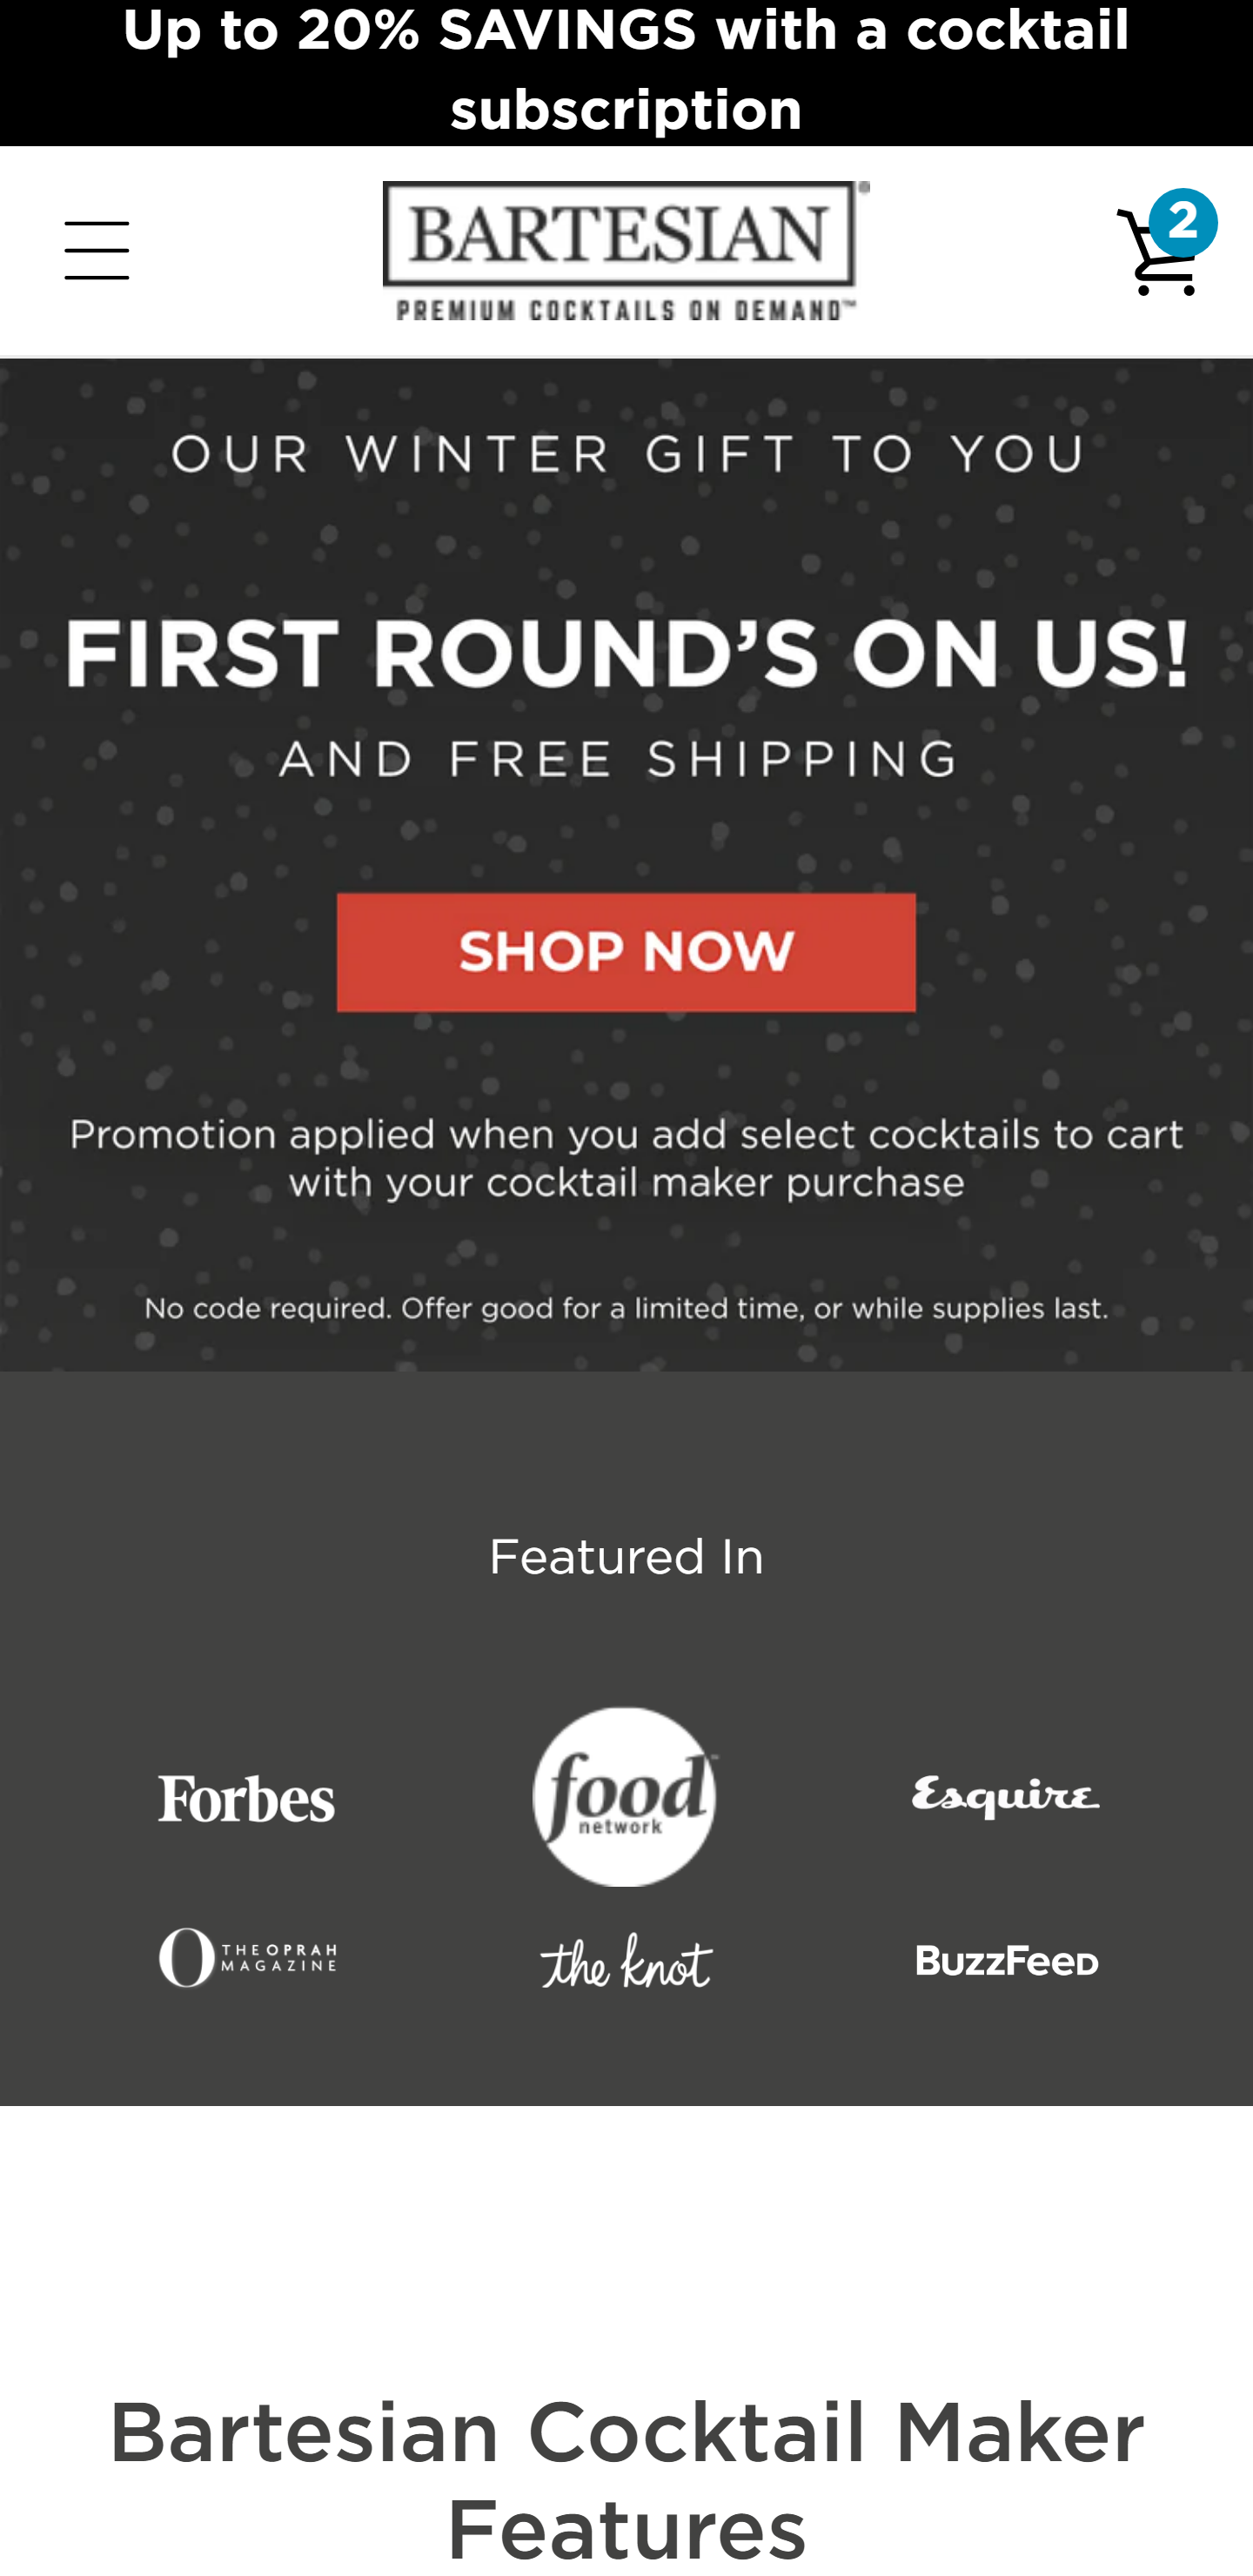 Up to 20% SAVINGS with a cocktail
subscription
BARTESIAN®
PREMIUM COCKTAILS ON DEMAND™
2
OUR WINTER GIFT TO YOU
FIRST ROUND’S ON US!
AND FREE SHIPPING
SHOP NOW
Promotion applied when you add select cocktails to cart
with your cocktail maker purchase
No code required. Offer good for a limited time, or while supplies last.
Featured In
Forbes
food
network
Esquire
O THE OPRAH
MAGAZINE
the knot
BuzzFeed
Bartesian Cocktail Maker
Features